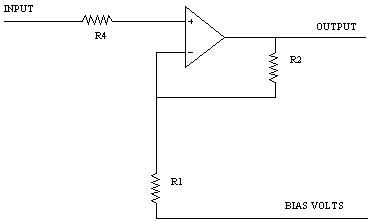 INPUT
OUTPUT
R4
+
−
R2
R1
BIAS VOLTS